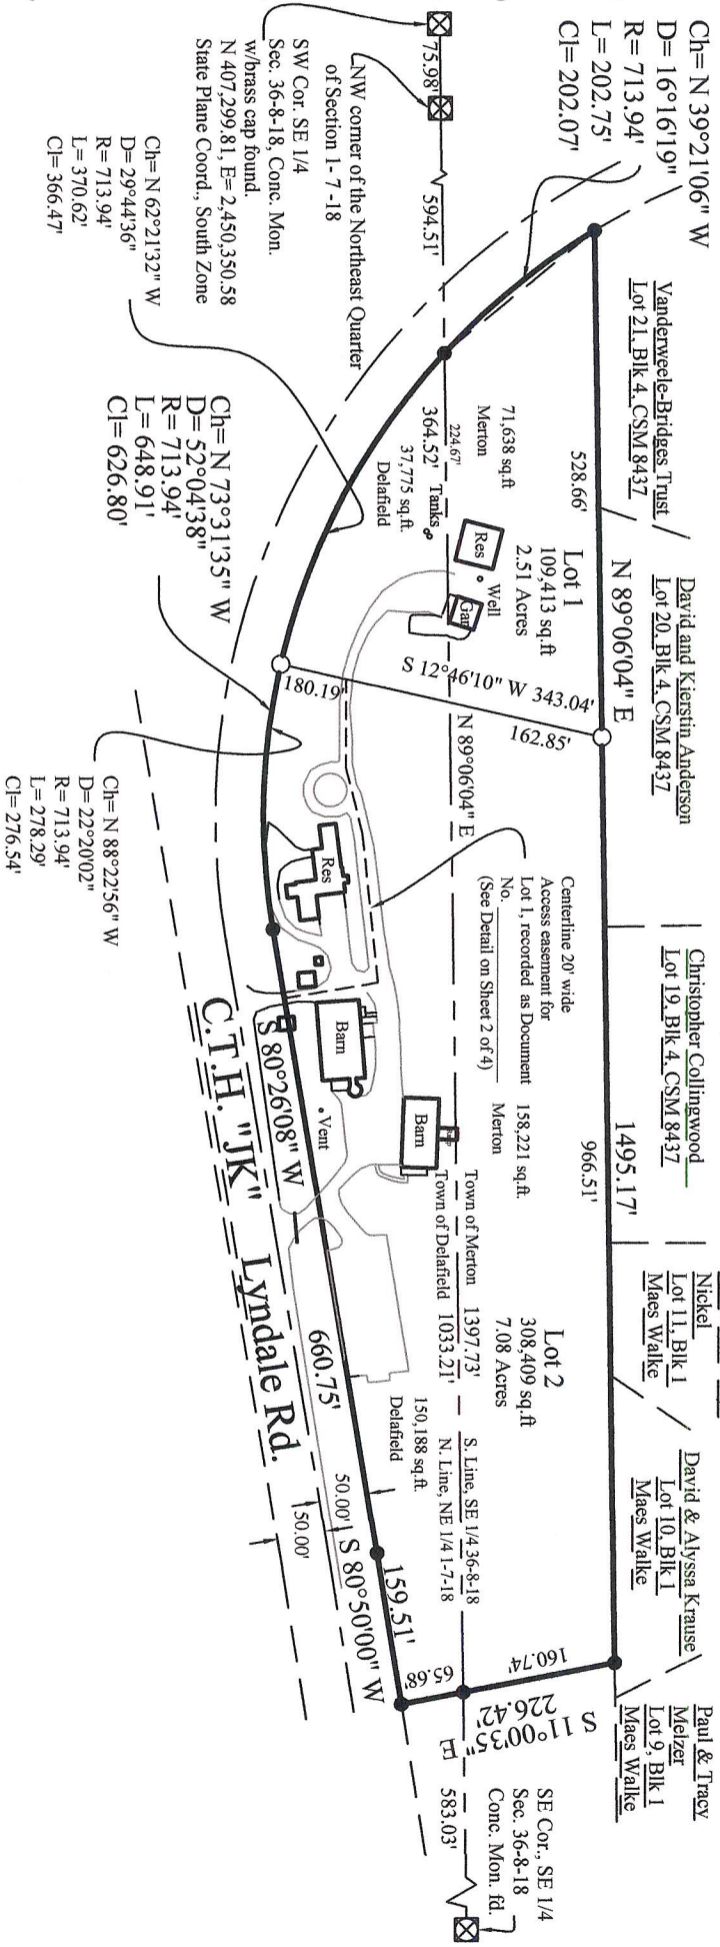 Ch= N 39°21'06" W
D= 16°16'19"
R= 713.94'
L= 202.75'
Cl= 202.07'
Vanderweele-Bridges Trust
Lot 21, Blk 4, CSM 8437
David and Kierstin Anderson
Lot 20, Blk 4, CSM 8437
Christopher Collingwood
Lot 19, Blk 4, CSM 8437
Nickel
Lot 11, Blk 1
Maes Walke
David & Alyssa Krause
Lot 10, Blk 1
Maes Walke
Paul & Tracy
Melzer
Lot 9, Blk 1
Maes Walke
528.66'
N 89°06'04" E
1495.17'
966.51'
71,638 sq.ft
Merton
Lot 1
109,413 sq.ft
2.51 Acres
S 12°46'10" W 343.04'
162.85'
180.19'
Res
Well
Gar
224.67'
364.52'
Tanks
37,775 sq.ft.
Delafield
75.98'
594.51'
NW corner of the Northeast Quarter
of Section 1- 7 -18
SW Cor. SE 1/4
Sec. 36-8-18, Conc. Mon.
w/brass cap found.
N 407,299.81, E= 2,450,350.58
State Plane Coord., South Zone
N 89°06'04" E
Centerline 20' wide
Access easement for
Lot 1, recorded as Document
No.
(See Detail on Sheet 2 of 4)
158,221 sq.ft.
Merton
Lot 2
308,409 sq.ft
7.08 Acres
Town of Merton
1397.73'
Town of Delafield
1033.21'
S. Line, SE 1/4 36-8-18
N. Line, NE 1/4 1-7-18
150,188 sq.ft.
Delafield
160.74'
65.68'
S 11°00'35" E
226.42'
SE Cor., SE 1/4
Sec. 36-8-18
Conc. Mon. fd.
583.03'
Res
Barn
Barn
Vent
S 80°26'08" W
660.75'
159.51'
S 80°50'00" W
50.00'
50.00'
C.T.H. "JK" Lyndale Rd.
Ch= N 62°21'32" W
D= 29°44'36"
R= 713.94'
L= 370.62'
Cl= 366.47'
Ch= N 73°31'35" W
D= 52°04'38"
R= 713.94'
L= 648.91'
Cl= 626.80'
Ch= N 88°22'56" W
D= 22°20'02"
R= 713.94'
L= 278.29'
Cl= 276.54'